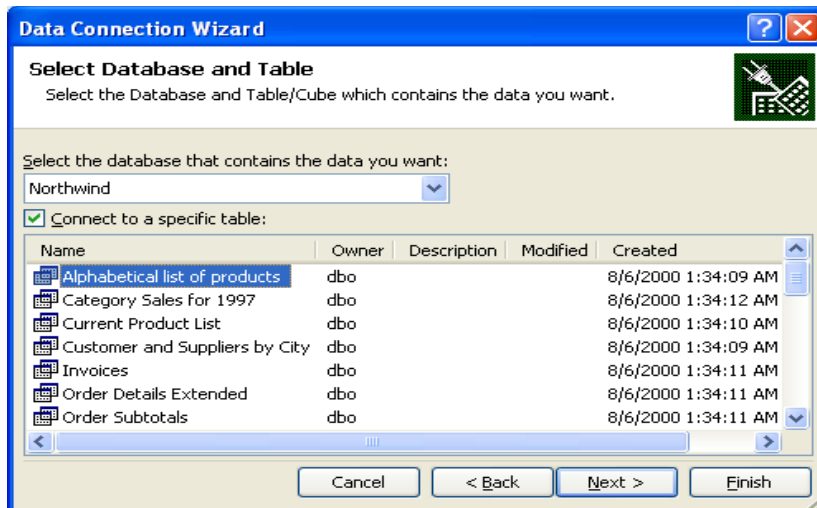 Data Connection Wizard
Select Database and Table
Select the Database and Table/Cube which contains the data you want.
Select the database that contains the data you want:
Northwind
Connect to a specific table:
Name Owner Description Modified Created
Alphabetical list of products dbo 8/6/2000 1:34:09 AM
Category Sales for 1997 dbo 8/6/2000 1:34:12 AM
Current Product List dbo 8/6/2000 1:34:10 AM
Customer and Suppliers by City dbo 8/6/2000 1:34:09 AM
Invoices dbo 8/6/2000 1:34:11 AM
Order Details Extended dbo 8/6/2000 1:34:11 AM
Order Subtotals dbo 8/6/2000 1:34:11 AM
Cancel < Back Next > Finish